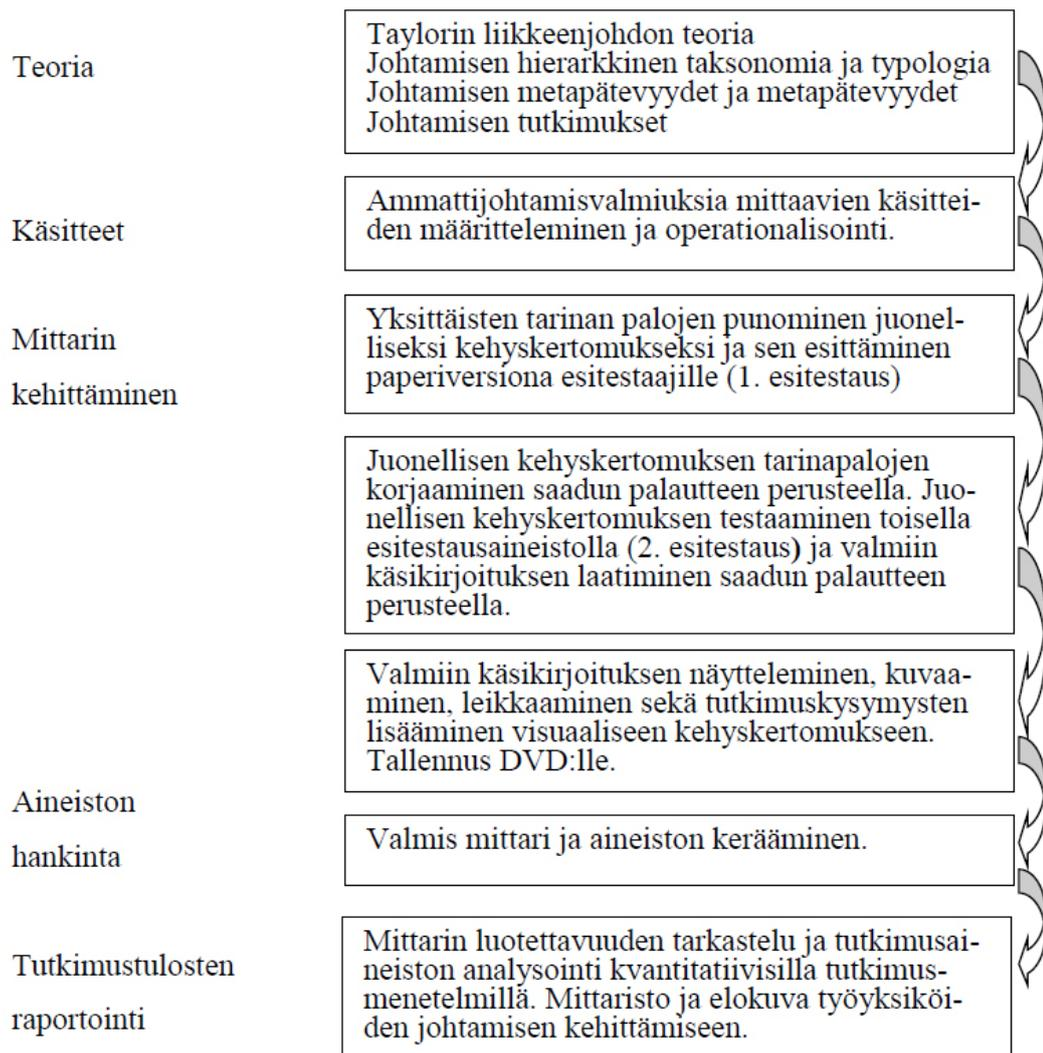 Teoria
Taylorin liikkeenjohdon teoria
Johtamisen hierarkkinen taksonomia ja typologia
Johtamisen metapätevyydet ja metapätevyydet
Johtamisen tutkimukset
Käsitteet
Ammattijohtamisvalmiuksia mittaavien käsittei-
den määritteleminen ja operationalisointi.
Mittarin
kehittäminen
Yksittäisten tarinan palojen punominen juonel-
liseksi kehyskertomukseksi ja sen esittäminen
paperiversiona esitestaajille (1. esitestaus)
Juonellisen kehyskertomuksen tarinapalojen
korjaaminen saadun palautteen perusteella. Juo-
nellisen kehyskertomuksen testaaminen toisella
esitestausaineistolla (2. esitestaus) ja valmiin
käsikirjoituksen laatiminen saadun palautteen
perusteella.
Valmiin käsikirjoituksen näytteleminen, kuvaa-
minen, leikkaaminen sekä tutkimuskysymysten
lisääminen visuaaliseen kehyskertomukseen.
Tallennus DVD:lle.
Aineiston
hankinta
Valmis mittari ja aineiston kerääminen.
Tutkimustulosten
raportointi
Mittarin luotettavuuden tarkastelu ja tutkimusai-
neiston analysointi kvantitatiivisilla tutkimus-
menetelmillä. Mittaristo ja elokuva työyksiköi-
den johtamisen kehittämiseen.